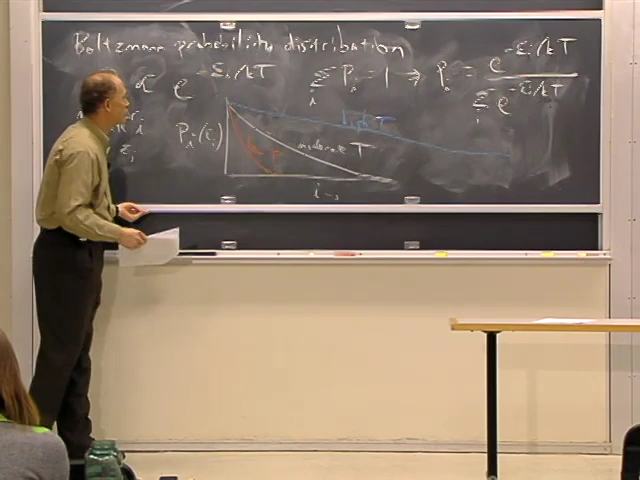 Boltzmann probability distribution
∝ e^{-ε_i/kT} Σ_i P_i = 1 → P_i = e^{-ε_i/kT} / Σ_i e^{-ε_i/kT}
P_i(ε_i)
ε_i
high T
low T
moderate T
i →